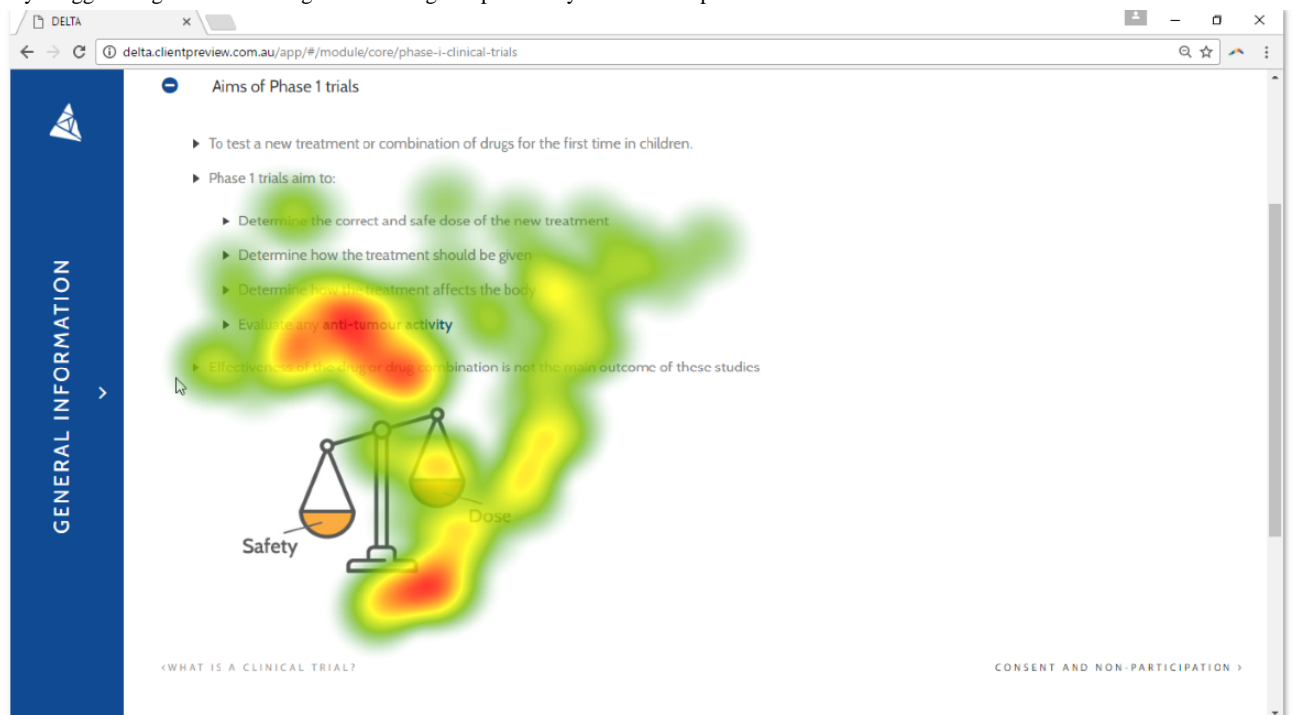 DELTA
delta.clientpreview.com.au/app/#/module/core/phase-i-clinical-trials
Aims of Phase 1 trials
To test a new treatment or combination of drugs for the first time in children.
Phase 1 trials aim to:
Determine the correct and safe dose of the new treatment
Determine how the treatment should be given
Determine how the treatment affects the body
Evaluate any anti-tumour activity
Effectiveness of the drug or drug combination is not the main outcome of these studies
GENERAL INFORMATION
Dose
Safety
<WHAT IS A CLINICAL TRIAL?
CONSENT AND NON-PARTICIPATION >